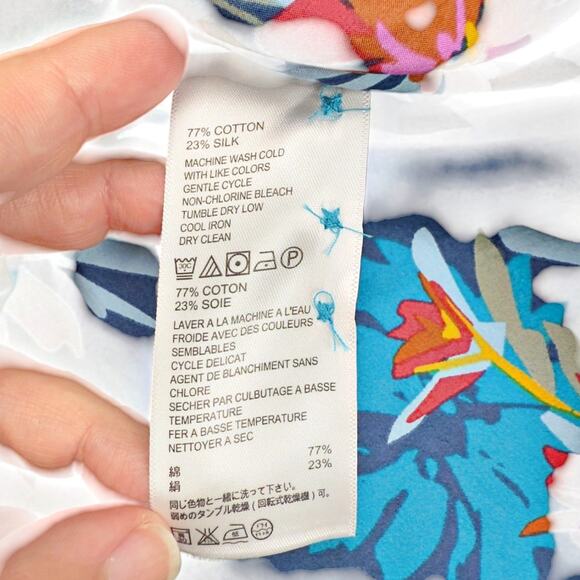 77% COTTON
23% SILK
MACHINE WASH COLD
WITH LIKE COLORS
GENTLE CYCLE
NON-CHLORINE BLEACH
TUMBLE DRY LOW
COOL IRON
DRY CLEAN
P
77% COTON
23% SOIE
LAVER A LA MACHINE A L'EAU
FROIDE AVEC DES COULEURS
SEMBLABLES
CYCLE DELICAT
AGENT DE BLANCHIMENT SANS
CHLORE
SECHER PAR CULBUTAGE A BASSE
TEMPERATURE
FER A BASSE TEMPERATURE
NETTOYER A SEC
綿 77%
絹 23%
同じ色物と一緒に洗って下さい。
弱めのタンブル乾燥(回転式乾燥機)可。
ドライ